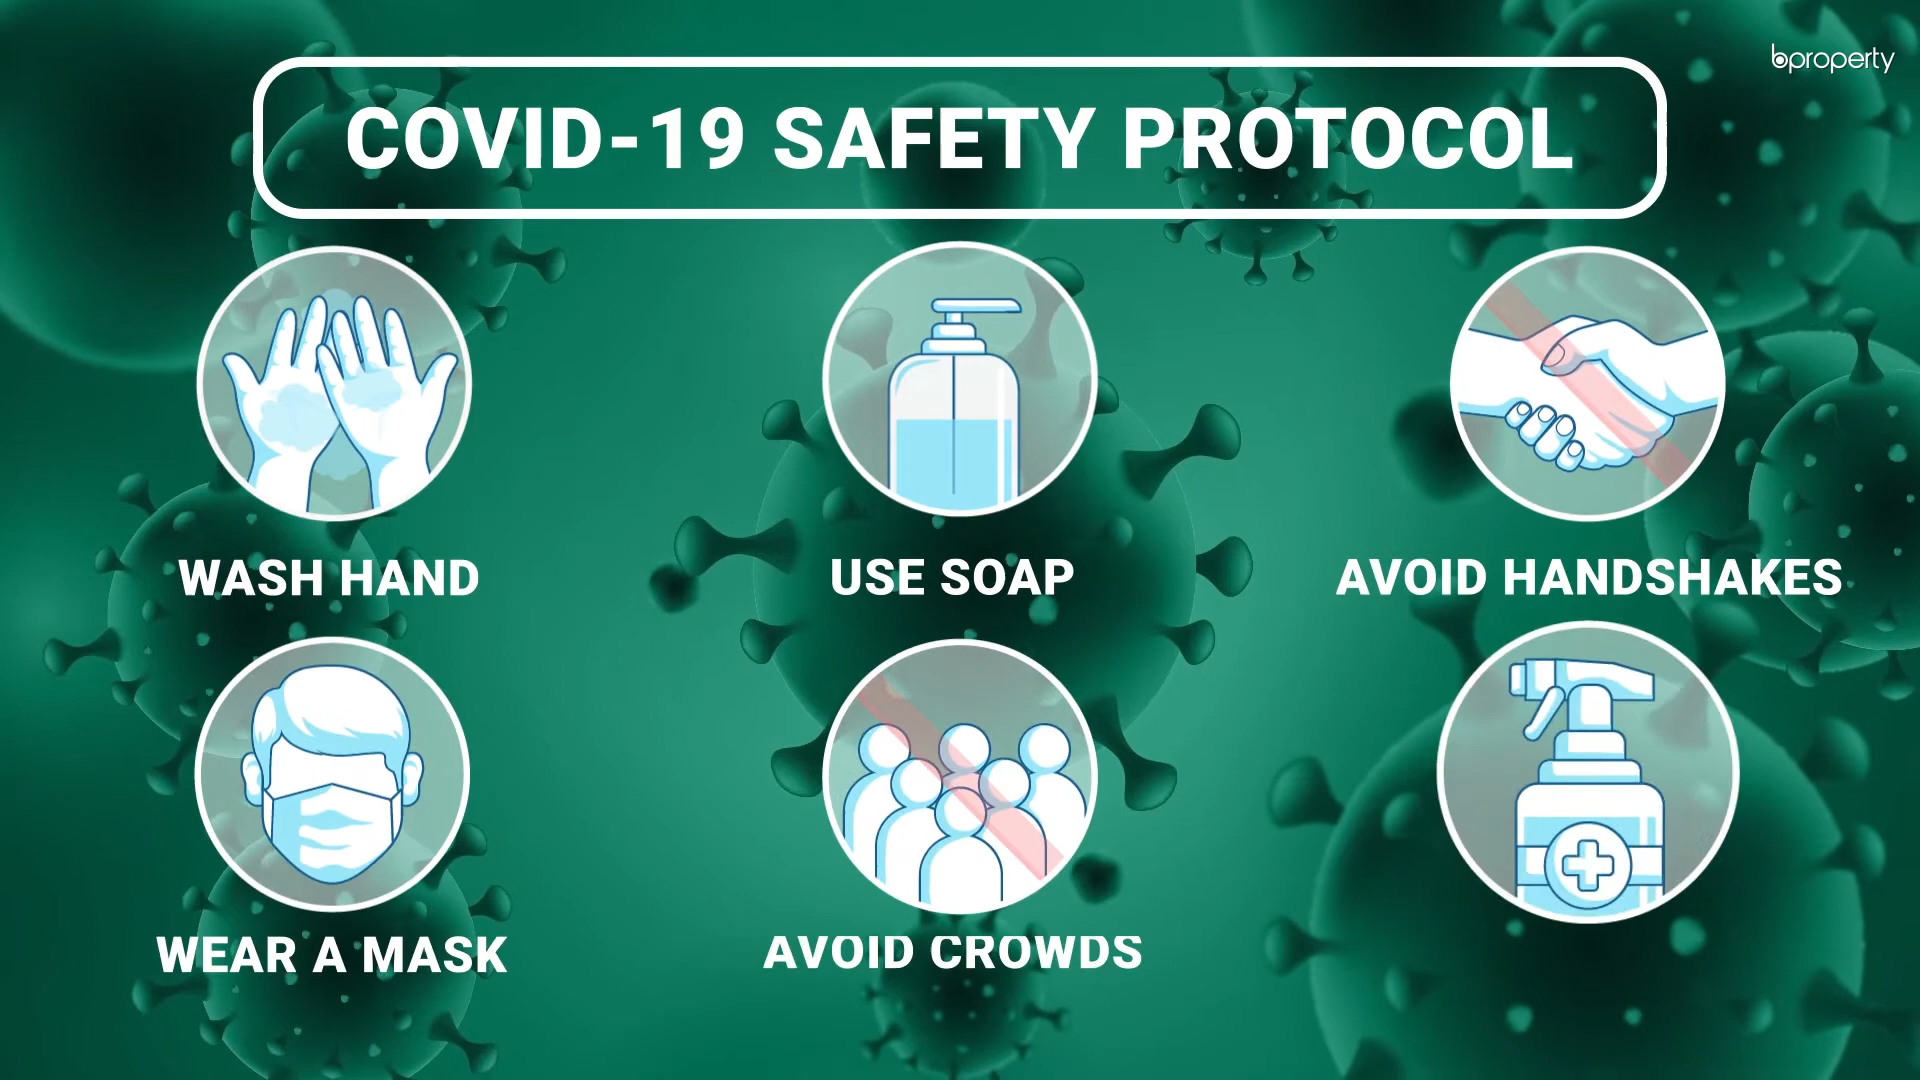 bproperty
COVID-19 SAFETY PROTOCOL
WASH HAND
USE SOAP
AVOID HANDSHAKES
WEAR A MASK
AVOID CROWDS